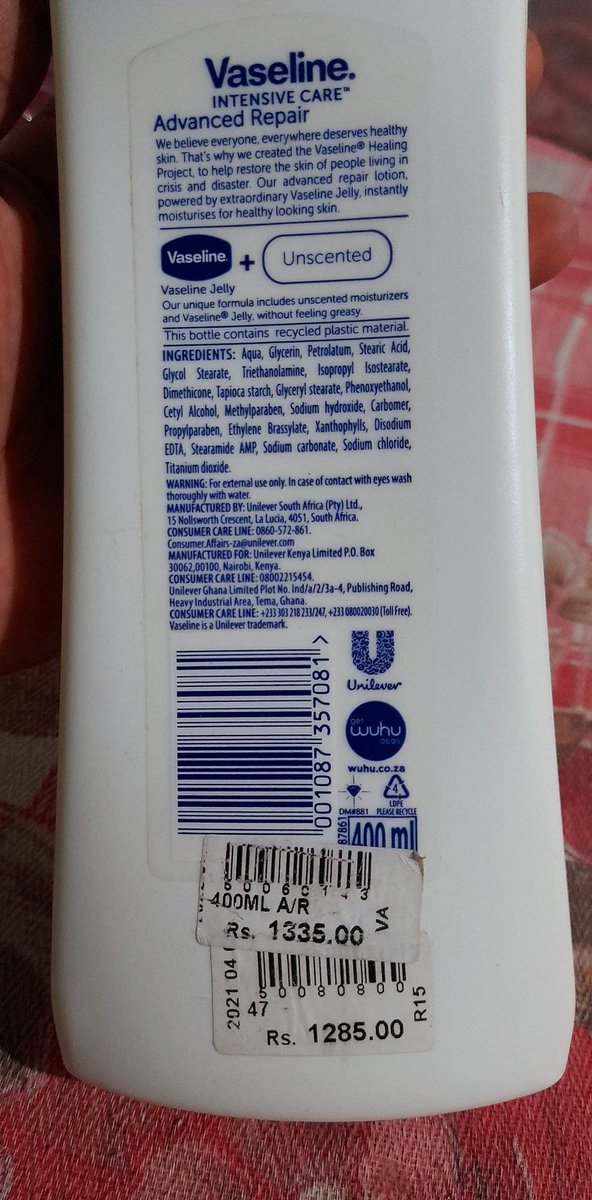 Vaseline.
INTENSIVE CARE™
Advanced Repair
We believe everyone, everywhere deserves healthy
skin. That's why we created the Vaseline® Healing
Project, to help restore the skin of people living in
crisis and disaster. Our advanced repair lotion,
powered by extraordinary Vaseline Jelly, instantly
moisturises for healthy looking skin.
Vaseline + Unscented
Vaseline Jelly
Our unique formula includes unscented moisturizers
and Vaseline® Jelly, without feeling greasy.
This bottle contains recycled plastic material.
INGREDIENTS: Aqua, Glycerin, Petrolatum, Stearic Acid,
Glycol Stearate, Triethanolamine, Isopropyl Isostearate,
Dimethicone, Tapioca starch, Glyceryl stearate, Phenoxyethanol,
Cetyl Alcohol, Methylparaben, Sodium hydroxide, Carbomer,
Propylparaben, Ethylene Brassylate, Xanthophylls, Disodium
EDTA, Stearamide AMP, Sodium carbonate, Sodium chloride,
Titanium dioxide.
WARNING: For external use only. In case of contact with eyes wash
thoroughly with water.
MANUFACTURED BY: Unilever South Africa (Pty) Ltd.,
15 Nollsworth Crescent, La Lucia, 4051, South Africa.
CONSUMER CARE LINE: 0860-572-861.
Consumer.Affairs-za@unilever.com
MANUFACTURED FOR: Unilever Kenya Limited P.O. Box
30062,00100, Nairobi, Kenya.
CONSUMER CARE LINE: 08002215454.
Unilever Ghana Limited Plot No. Ind/a/2/3a-4, Publishing Road,
Heavy Industrial Area, Tema, Ghana.
CONSUMER CARE LINE: +233 303 218 233/247, +233 080020030 (Toll Free).
Vaseline is a Unilever trademark.
6 001087 357081 >
Unilever
get
wuhu
wuhu.co.za
DM#881
4
LDPE
PLEASE RECYCLE
87861
400 ml
400ML A/R
VA
Rs. 1335.00
2021 04
50080800
47
R15
Rs. 1285.00